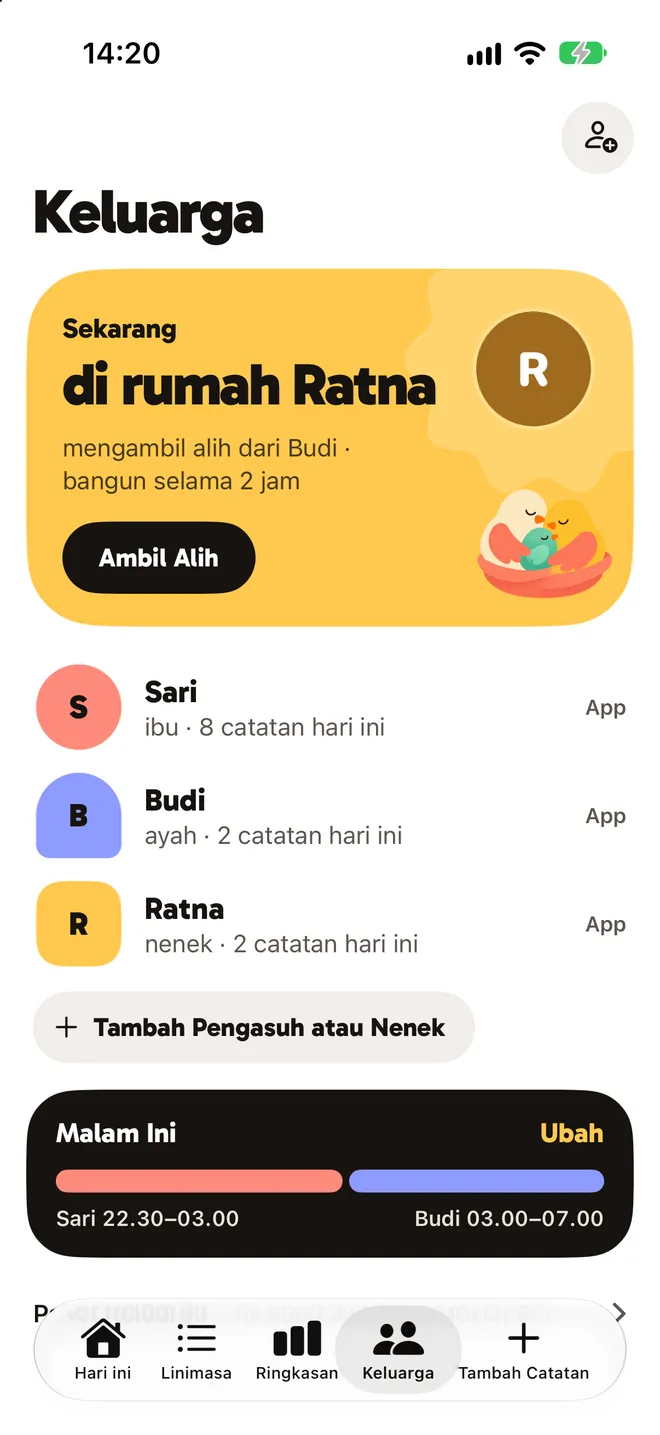 14:20
Keluarga
Sekarang
di rumah Ratna
R
mengambil alih dari Budi ·
bangun selama 2 jam
Ambil Alih
S
Sari
ibu · 8 catatan hari ini
App
B
Budi
ayah · 2 catatan hari ini
App
R
Ratna
nenek · 2 catatan hari ini
App
Tambah Pengasuh atau Nenek
Malam Ini
Ubah
Sari 22.30–03.00
Budi 03.00–07.00
Hari ini
Linimasa
Ringkasan
Keluarga
Tambah Catatan